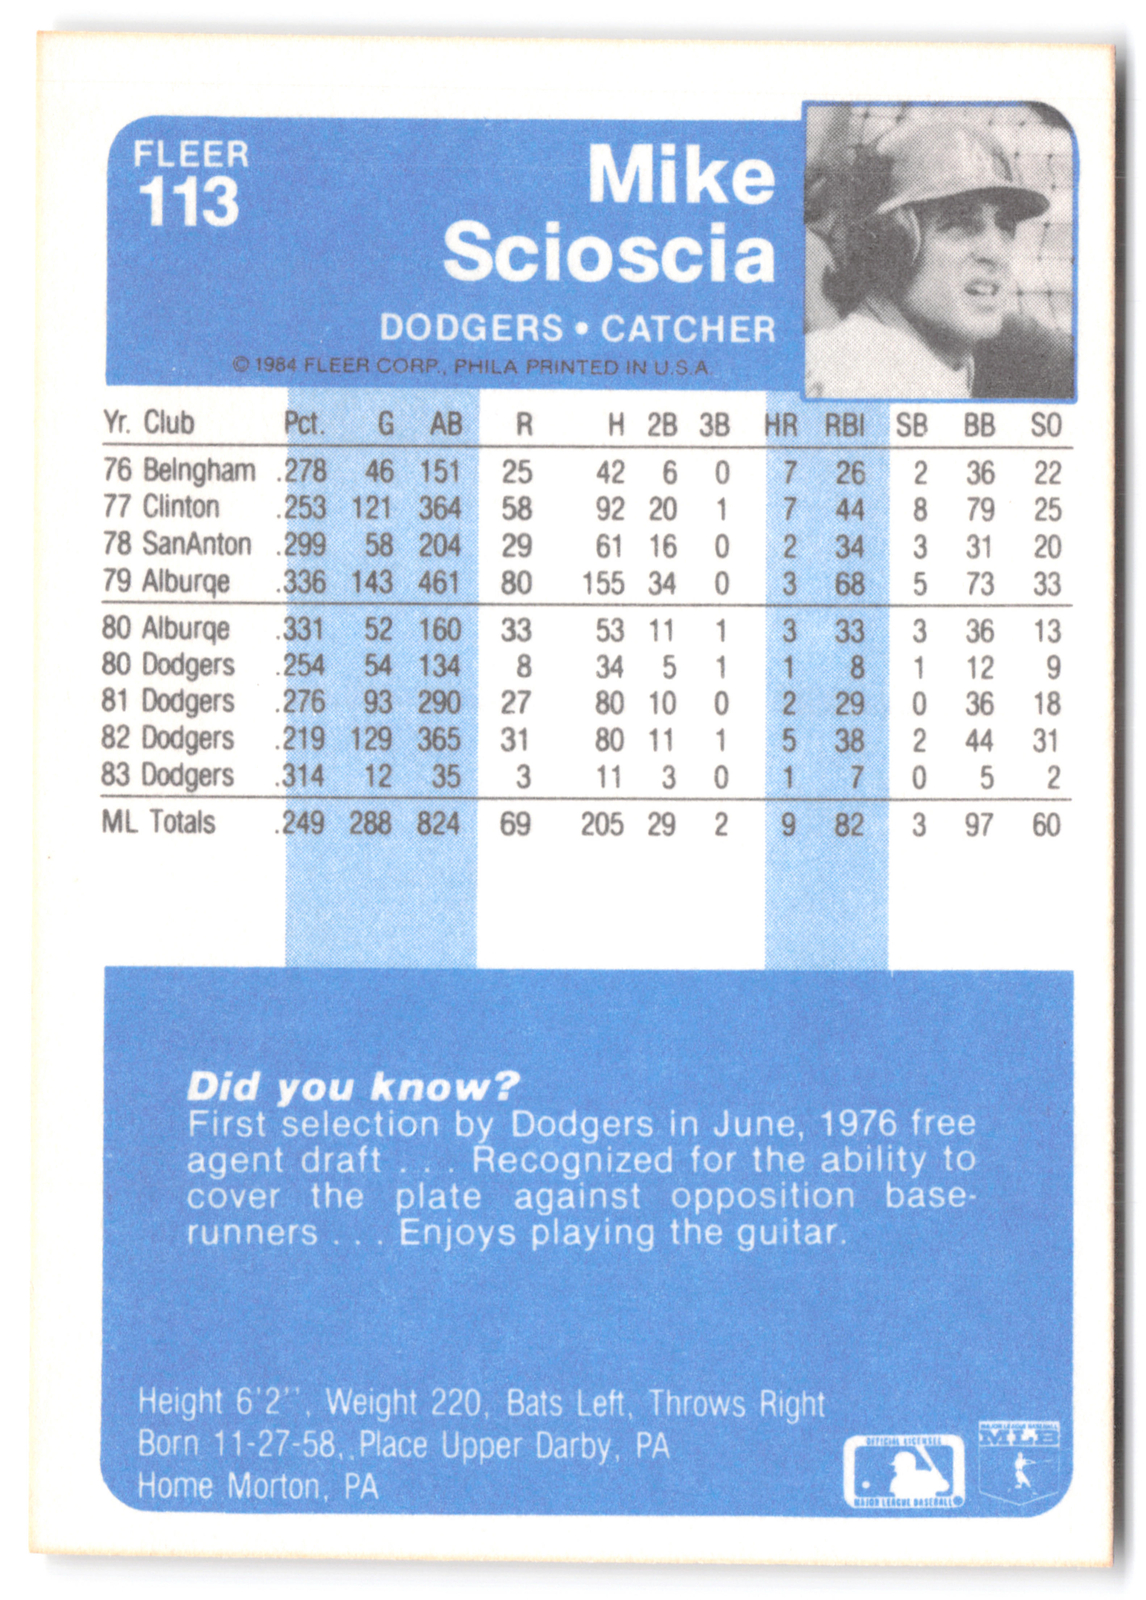 FLEER
113
Mike
Scioscia
DODGERS • CATCHER
© 1984 FLEER CORP., PHILA PRINTED IN U.S.A.
Yr. Club Pct. G AB R H 2B 3B HR RBI SB BB SO
76 Belngham .278 46 151 25 42 6 0 7 26 2 36 22
77 Clinton .253 121 364 58 92 20 1 7 44 8 79 25
78 SanAnton .299 58 204 29 61 16 0 2 34 3 31 20
79 Alburqe .336 143 461 80 155 34 0 3 68 5 73 33
80 Alburqe .331 52 160 33 53 11 1 3 33 3 36 13
80 Dodgers .254 54 134 8 34 5 1 1 8 1 12 9
81 Dodgers .276 93 290 27 80 10 0 2 29 0 36 18
82 Dodgers .219 129 365 31 80 11 1 5 38 2 44 31
83 Dodgers .314 12 35 3 11 3 0 1 7 0 5 2
ML Totals .249 288 824 69 205 29 2 9 82 3 97 60
Did you know?
First selection by Dodgers in June, 1976 free
agent draft . . . Recognized for the ability to
cover the plate against opposition base-
runners . . . Enjoys playing the guitar.
Height 6'2'', Weight 220, Bats Left, Throws Right
Born 11-27-58, Place Upper Darby, PA
Home Morton, PA
OFFICIAL LICENSEE
MAJOR LEAGUE BASEBALL
MAJOR LEAGUE BASEBALL
MLB